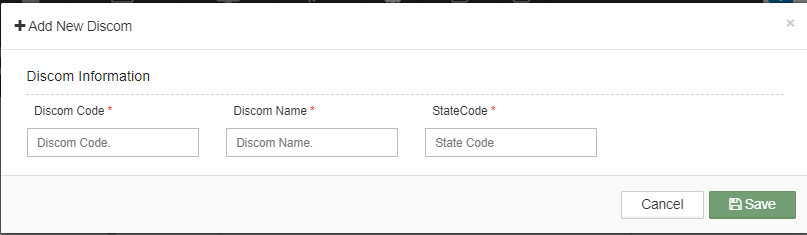 Add New Discom
×
Discom Information
Discom Code * Discom Name * StateCode *
Discom Code. Discom Name. State Code
Cancel Save